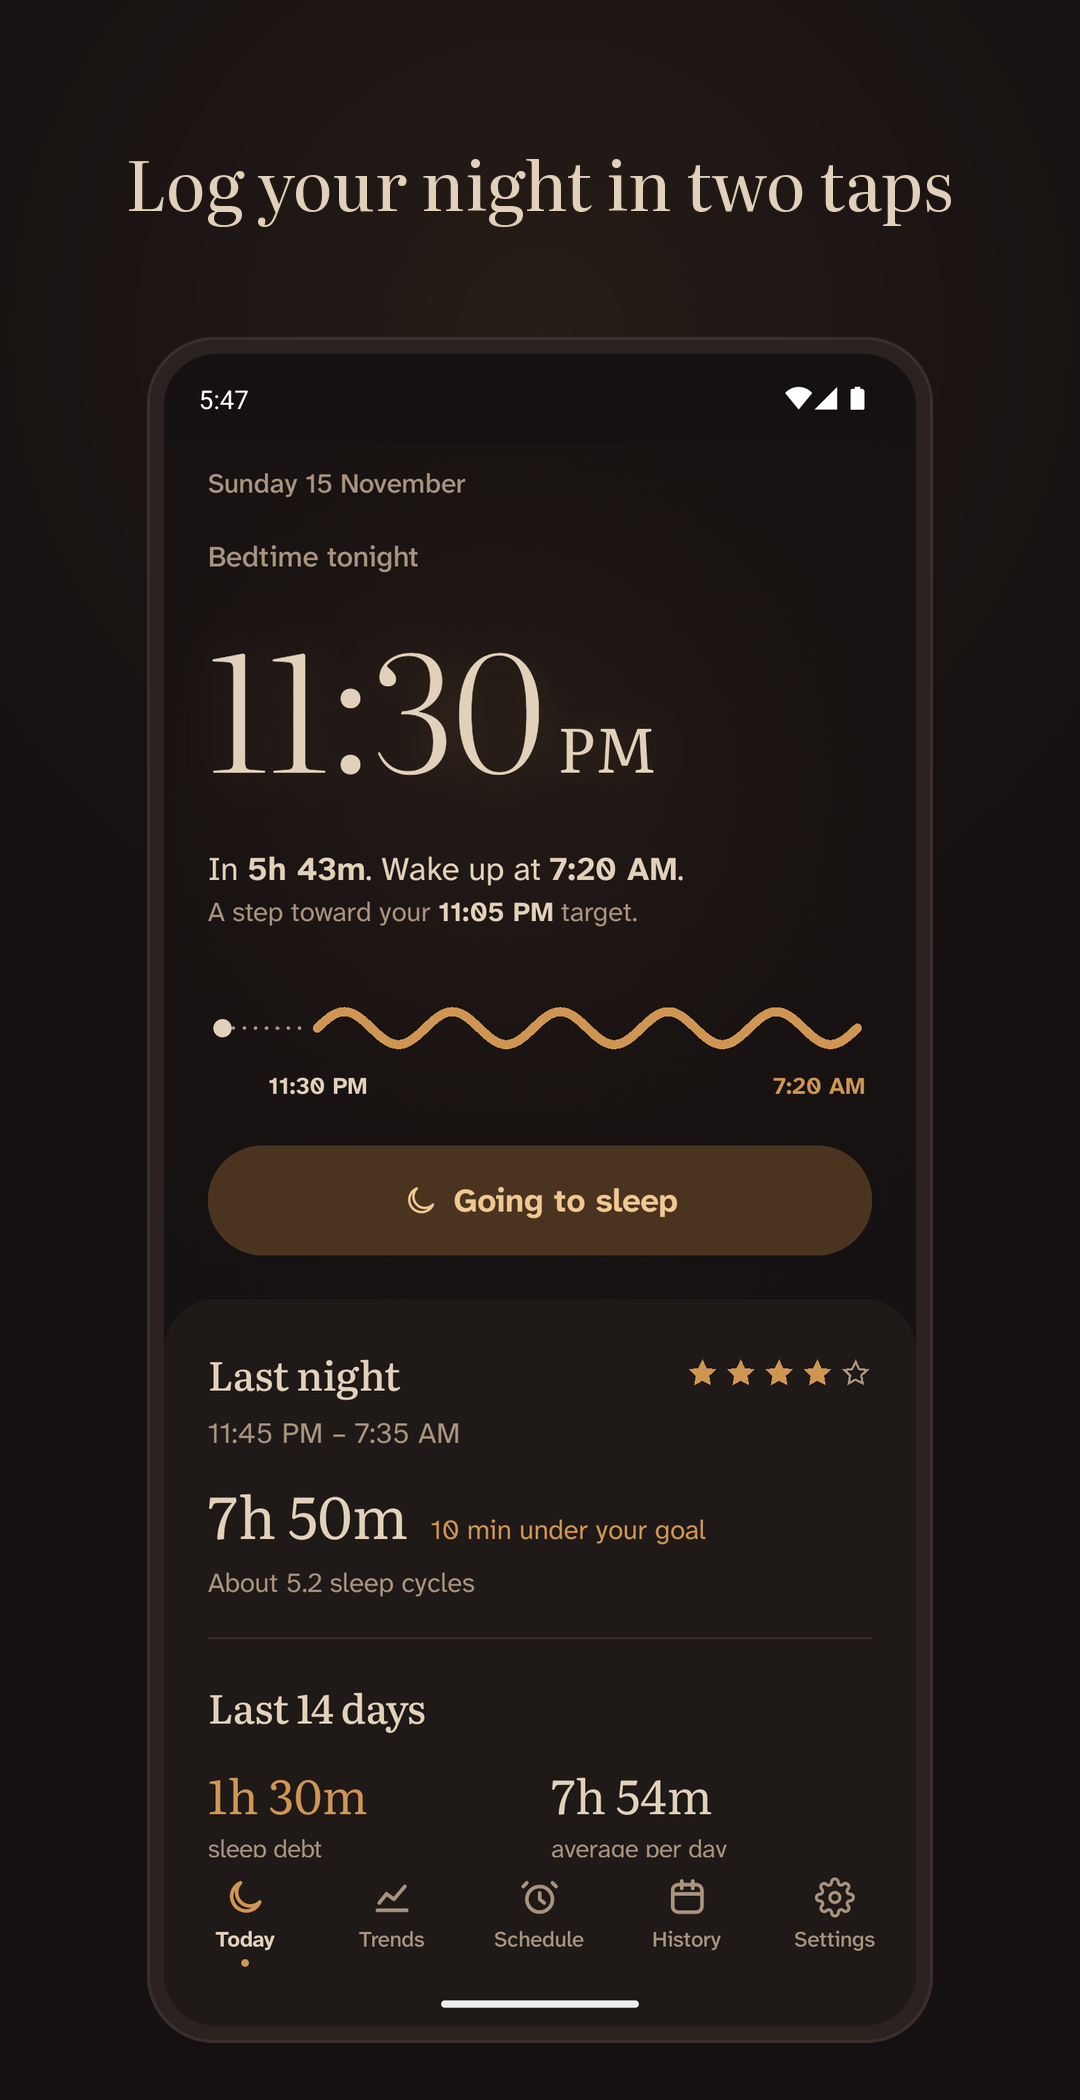 Log your night in two taps
5:47
Sunday 15 November
Bedtime tonight
11:30 PM
In 5h 43m. Wake up at 7:20 AM.
A step toward your 11:05 PM target.
11:30 PM 7:20 AM
Going to sleep
Last night
11:45 PM – 7:35 AM
7h 50m 10 min under your goal
About 5.2 sleep cycles
Last 14 days
1h 30m 7h 54m
sleep debt average per day
Today Trends Schedule History Settings